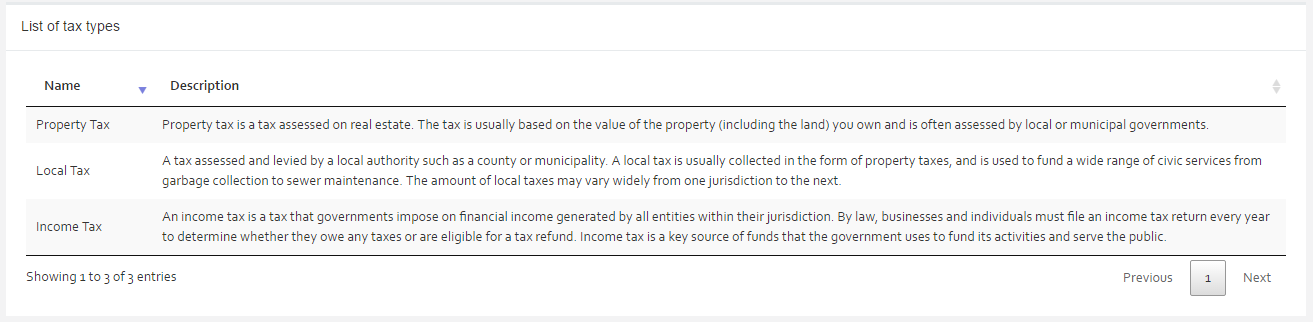 List of tax types
Name Description
Property Tax Property tax is a tax assessed on real estate. The tax is usually based on the value of the property (including the land) you own and is often assessed by local or municipal governments.
Local Tax A tax assessed and levied by a local authority such as a county or municipality. A local tax is usually collected in the form of property taxes, and is used to fund a wide range of civic services from
garbage collection to sewer maintenance. The amount of local taxes may vary widely from one jurisdiction to the next.
Income Tax An income tax is a tax that governments impose on financial income generated by all entities within their jurisdiction. By law, businesses and individuals must file an income tax return every year
to determine whether they owe any taxes or are eligible for a tax refund. Income tax is a key source of funds that the government uses to fund its activities and serve the public.
Showing 1 to 3 of 3 entries Previous 1 Next